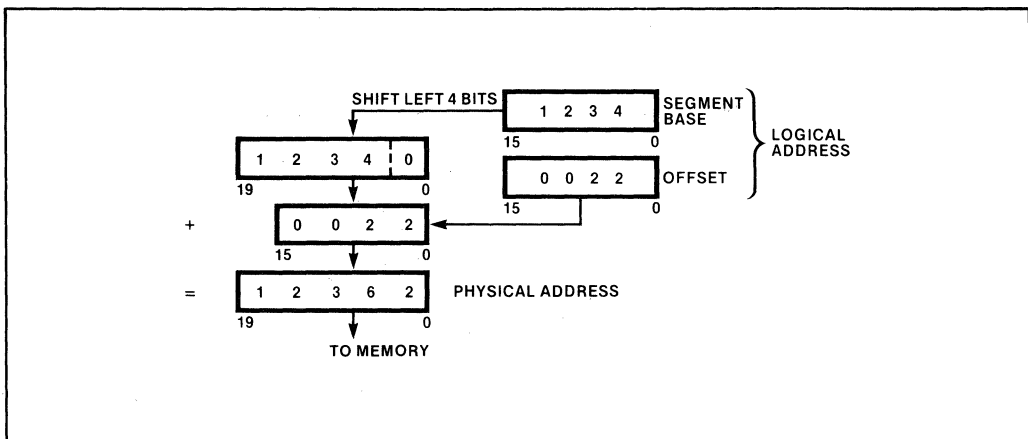 SHIFT LEFT 4 BITS
1 2 3 4
SEGMENT
BASE
15 0
LOGICAL
ADDRESS
1 2 3 4 0
19 0
0 0 2 2
OFFSET
15 0
+
0 0 2 2
15 0
=
1 2 3 6 2
PHYSICAL ADDRESS
19 0
TO MEMORY